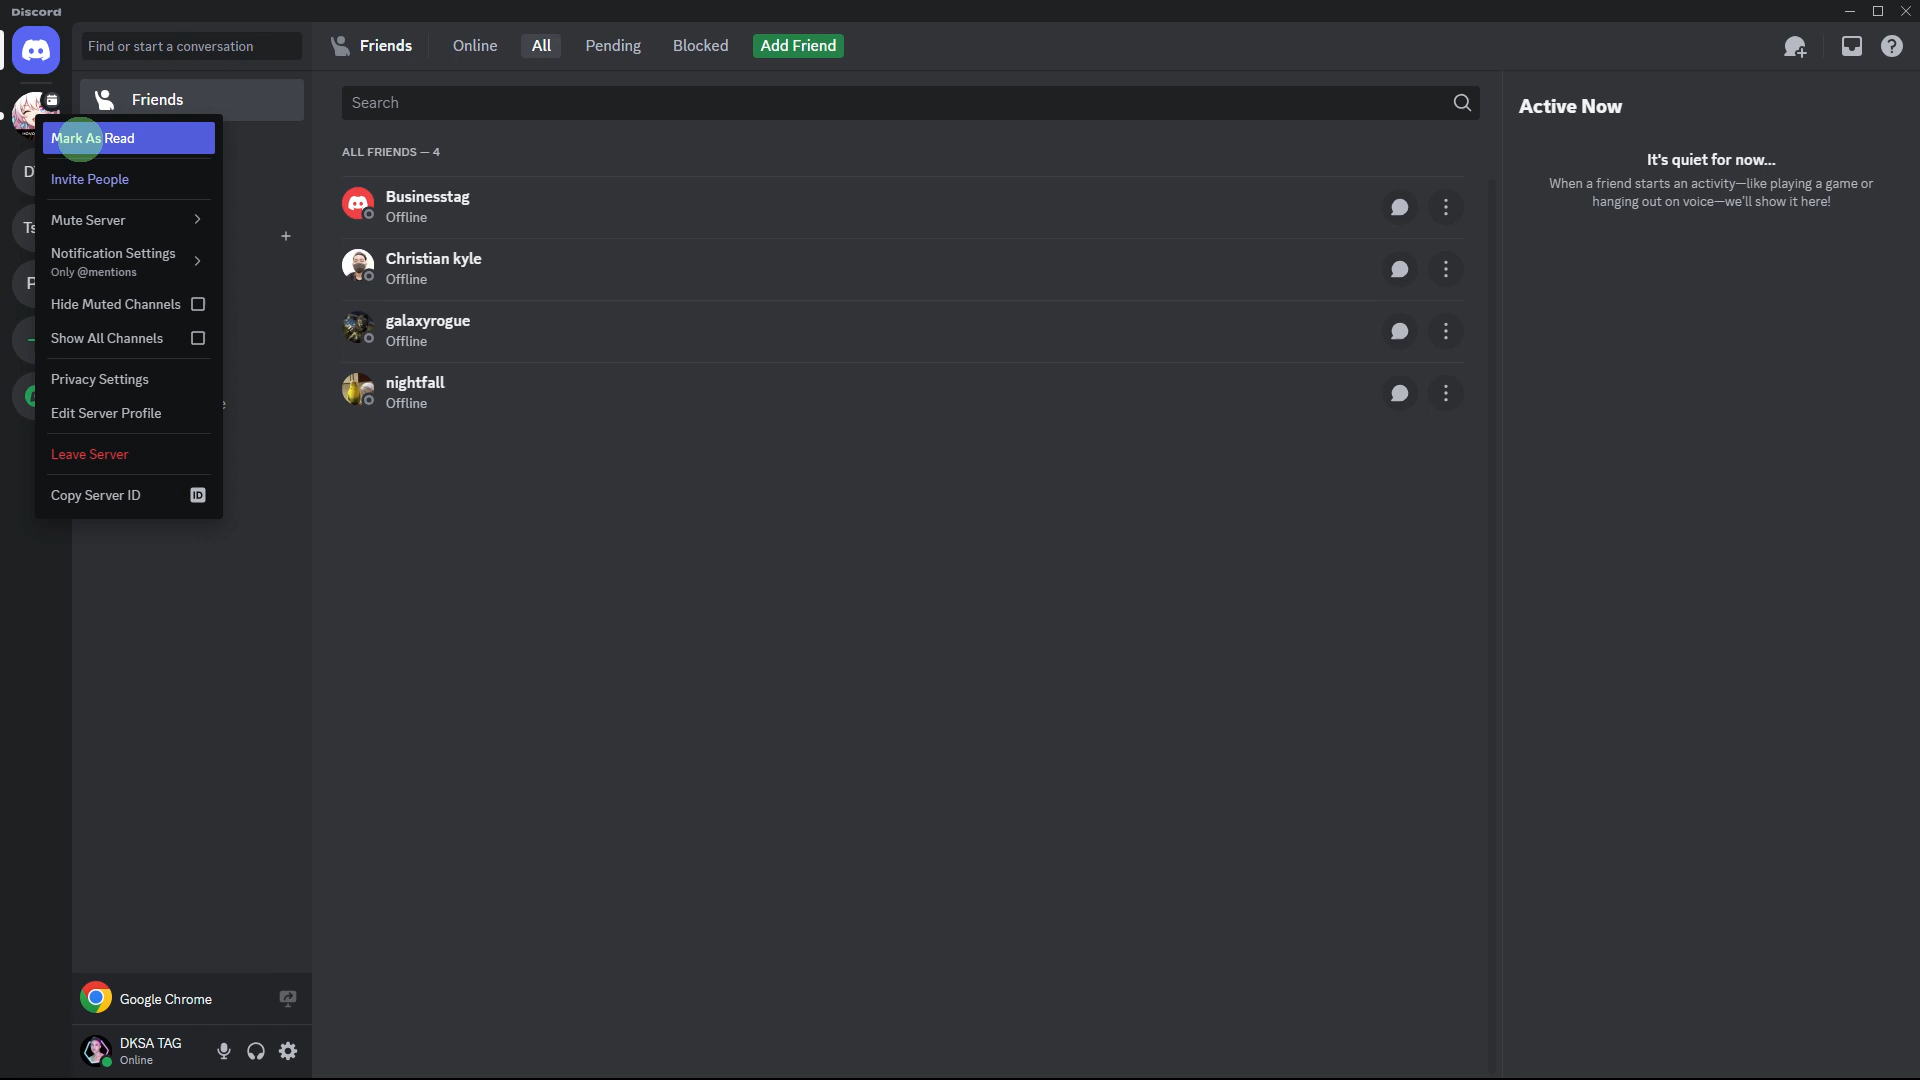 Discord
Find or start a conversation
Friends
Online
All
Pending
Blocked
Add Friend
Friends
Search
Active Now
Mark As Read
ALL FRIENDS — 4
It's quiet for now...
When a friend starts an activity—like playing a game or
hanging out on voice—we'll show it here!
Invite People
Businesstag
Offline
Mute Server
Notification Settings
Only @mentions
Christian kyle
Offline
Hide Muted Channels
galaxyrogue
Offline
Show All Channels
Privacy Settings
nightfall
Offline
Edit Server Profile
Leave Server
Copy Server ID
ID
Google Chrome
DKSA TAG
Online